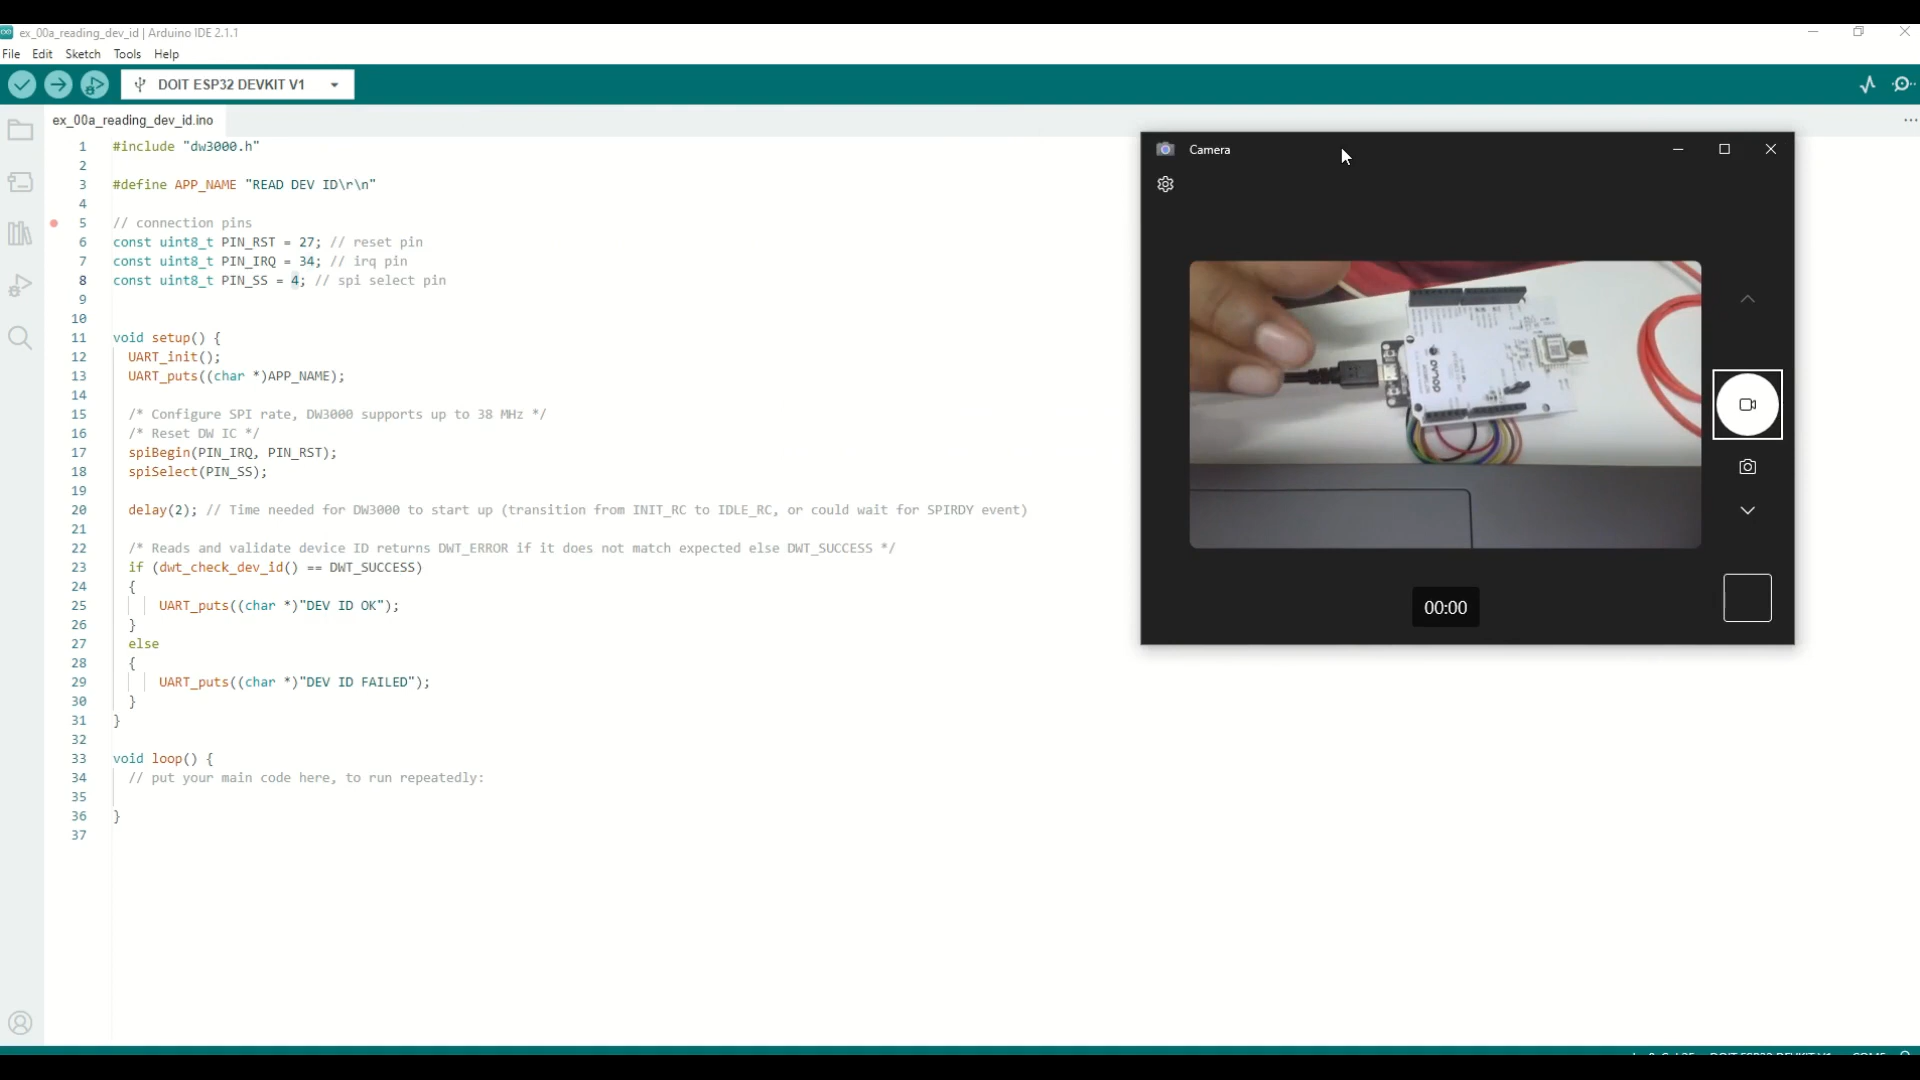 ex_00a_reading_dev_id | Arduino IDE 2.1.1
File Edit Sketch Tools Help
DOIT ESP32 DEVKIT V1
ex_00a_reading_dev_id.ino
1 #include "dw3000.h"
2
3 #define APP_NAME "READ DEV ID\r\n"
4
5 // connection pins
6 const uint8_t PIN_RST = 27; // reset pin
7 const uint8_t PIN_IRQ = 34; // irq pin
8 const uint8_t PIN_SS = 4; // spi select pin
9
10
11 void setup() {
12 UART_init();
13 UART_puts((char *)APP_NAME);
14
15 /* Configure SPI rate, DW3000 supports up to 38 MHz */
16 /* Reset DW IC */
17 spiBegin(PIN_IRQ, PIN_RST);
18 spiSelect(PIN_SS);
19
20 delay(2); // Time needed for DW3000 to start up (transition from INIT_RC to IDLE_RC, or could wait for SPIRDY event)
21
22 /* Reads and validate device ID returns DWT_ERROR if it does not match expected else DWT_SUCCESS */
23 if (dwt_check_dev_id() == DWT_SUCCESS)
24 {
25 UART_puts((char *)"DEV ID OK");
26 }
27 else
28 {
29 UART_puts((char *)"DEV ID FAILED");
30 }
31 }
32
33 void loop() {
34 // put your main code here, to run repeatedly:
35
36 }
37
Camera
00:00